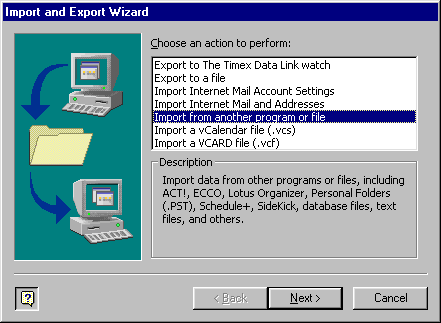 Import and Export Wizard
Choose an action to perform:
Export to The Timex Data Link watch
Export to a file
Import Internet Mail Account Settings
Import Internet Mail and Addresses
Import from another program or file
Import a vCalendar file (.vcs)
Import a VCARD file (.vcf)
Description
Import data from other programs or files, including
ACT!, ECCO, Lotus Organizer, Personal Folders
(.PST), Schedule+, SideKick, database files, text
files, and others.
? < Back Next > Cancel